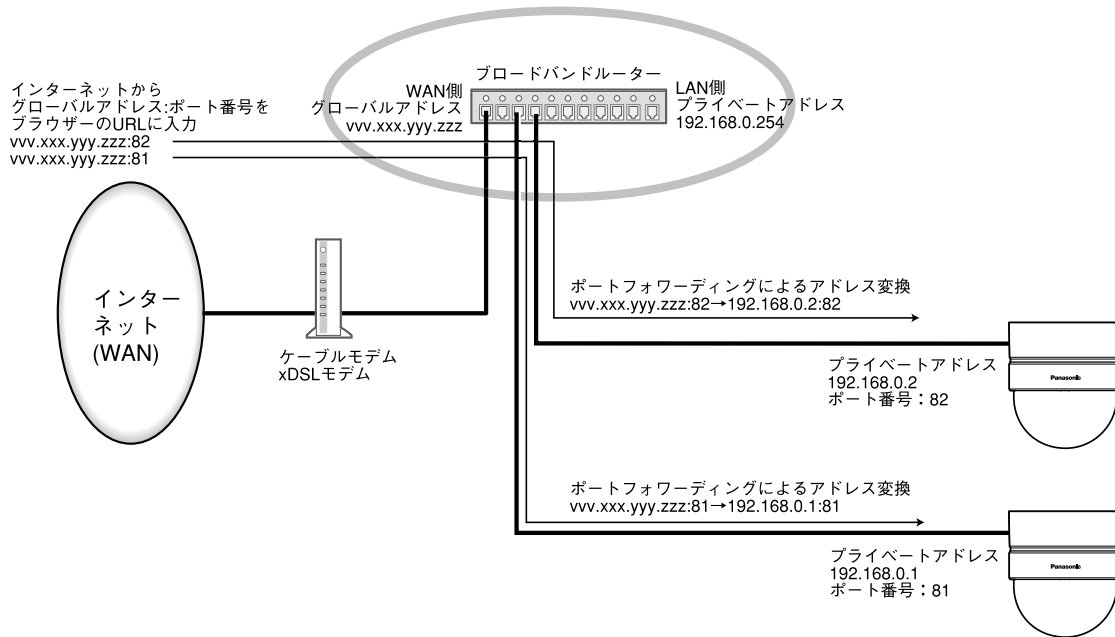 インターネットから
グローバルアドレス:ポート番号を
ブラウザーのURLに入力
vvv.xxx.yyy.zzz:82
vvv.xxx.yyy.zzz:81
ブロードバンドルーター
WAN側
グローバルアドレス
vvv.xxx.yyy.zzz
LAN側
プライベートアドレス
192.168.0.254
インター
ネット
(WAN)
ケーブルモデム
xDSLモデム
ポートフォワーディングによるアドレス変換
vvv.xxx.yyy.zzz:82→192.168.0.2:82
プライベートアドレス
192.168.0.2
ポート番号：82
Panasonic
ポートフォワーディングによるアドレス変換
vvv.xxx.yyy.zzz:81→192.168.0.1:81
プライベートアドレス
192.168.0.1
ポート番号：81
Panasonic